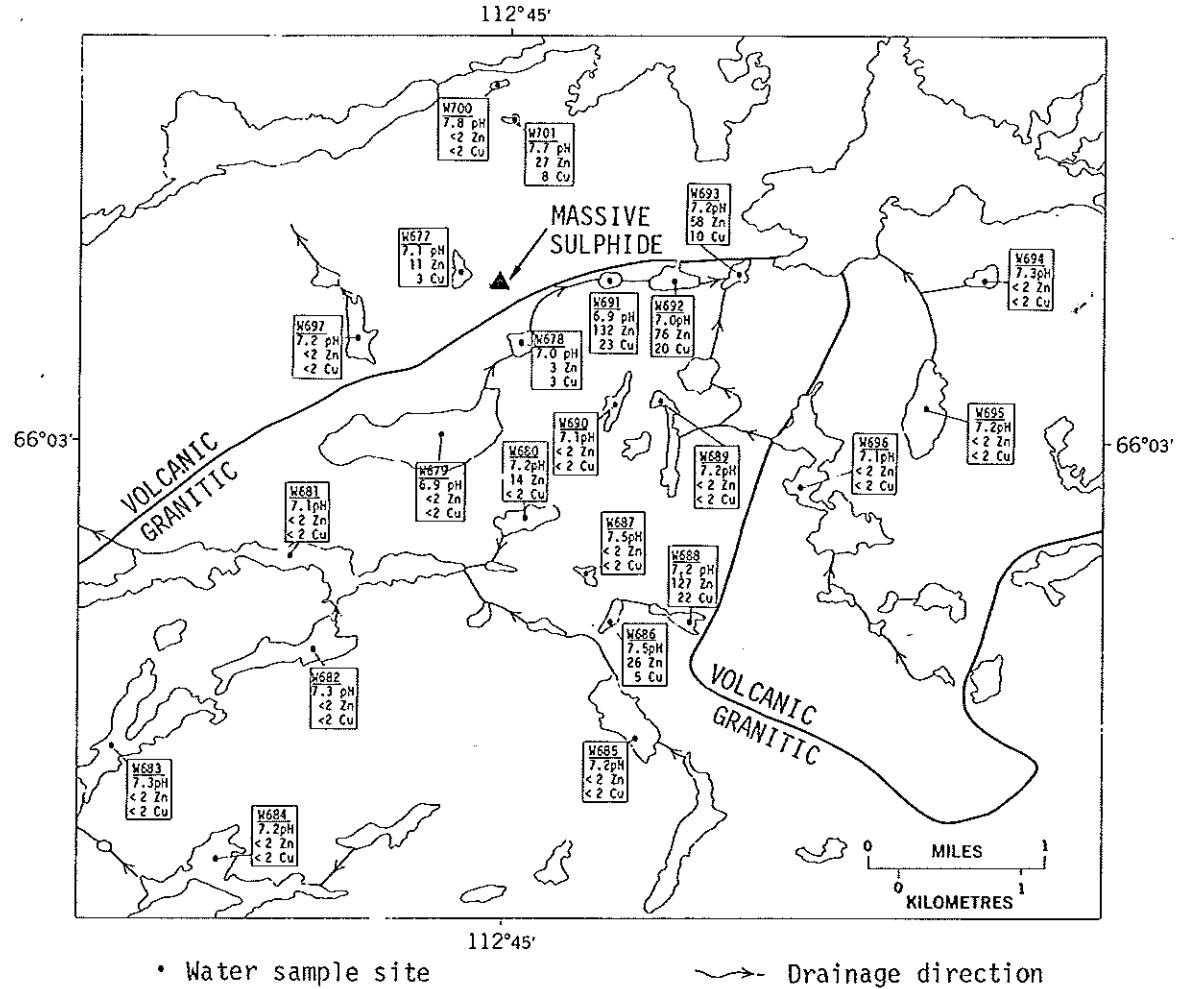 112°45'
W700
7.8 pH
<2 Zn
<2 Cu
W701
7.7 pH
27 Zn
8 Cu
W693
7.2pH
58 Zn
10 Cu
MASSIVE
SULPHIDE
W677
7.1 pH
11 Zn
3 Cu
W694
7.3pH
<2 Zn
<2 Cu
W691
6.9 pH
132 Zn
23 Cu
W692
7.0pH
76 Zn
20 Cu
W697
7.2 pH
<2 Zn
<2 Cu
W678
7.0 pH
3 Zn
3 Cu
66°03'
W690
7.1pH
<2 Zn
<2 Cu
W695
7.2pH
<2 Zn
<2 Cu
66°03'
VOLCANIC
GRANITIC
W679
6.9 pH
<2 Zn
<2 Cu
W680
7.2pH
14 Zn
<2 Cu
W689
7.2pH
<2 Zn
<2 Cu
W696
7.1pH
<2 Zn
<2 Cu
W681
7.1pH
<2 Zn
<2 Cu
W687
7.5pH
<2 Zn
<2 Cu
W688
7.2 pH
127 Zn
22 Cu
W686
7.5pH
26 Zn
5 Cu
W682
7.3 pH
<2 Zn
<2 Cu
VOLCANIC
GRANITIC
W685
7.2pH
<2 Zn
<2 Cu
W683
7.3pH
<2 Zn
<2 Cu
W684
7.2pH
<2 Zn
<2 Cu
0 MILES 1
0 1
KILOMETRES
112°45'
• Water sample site
Drainage direction